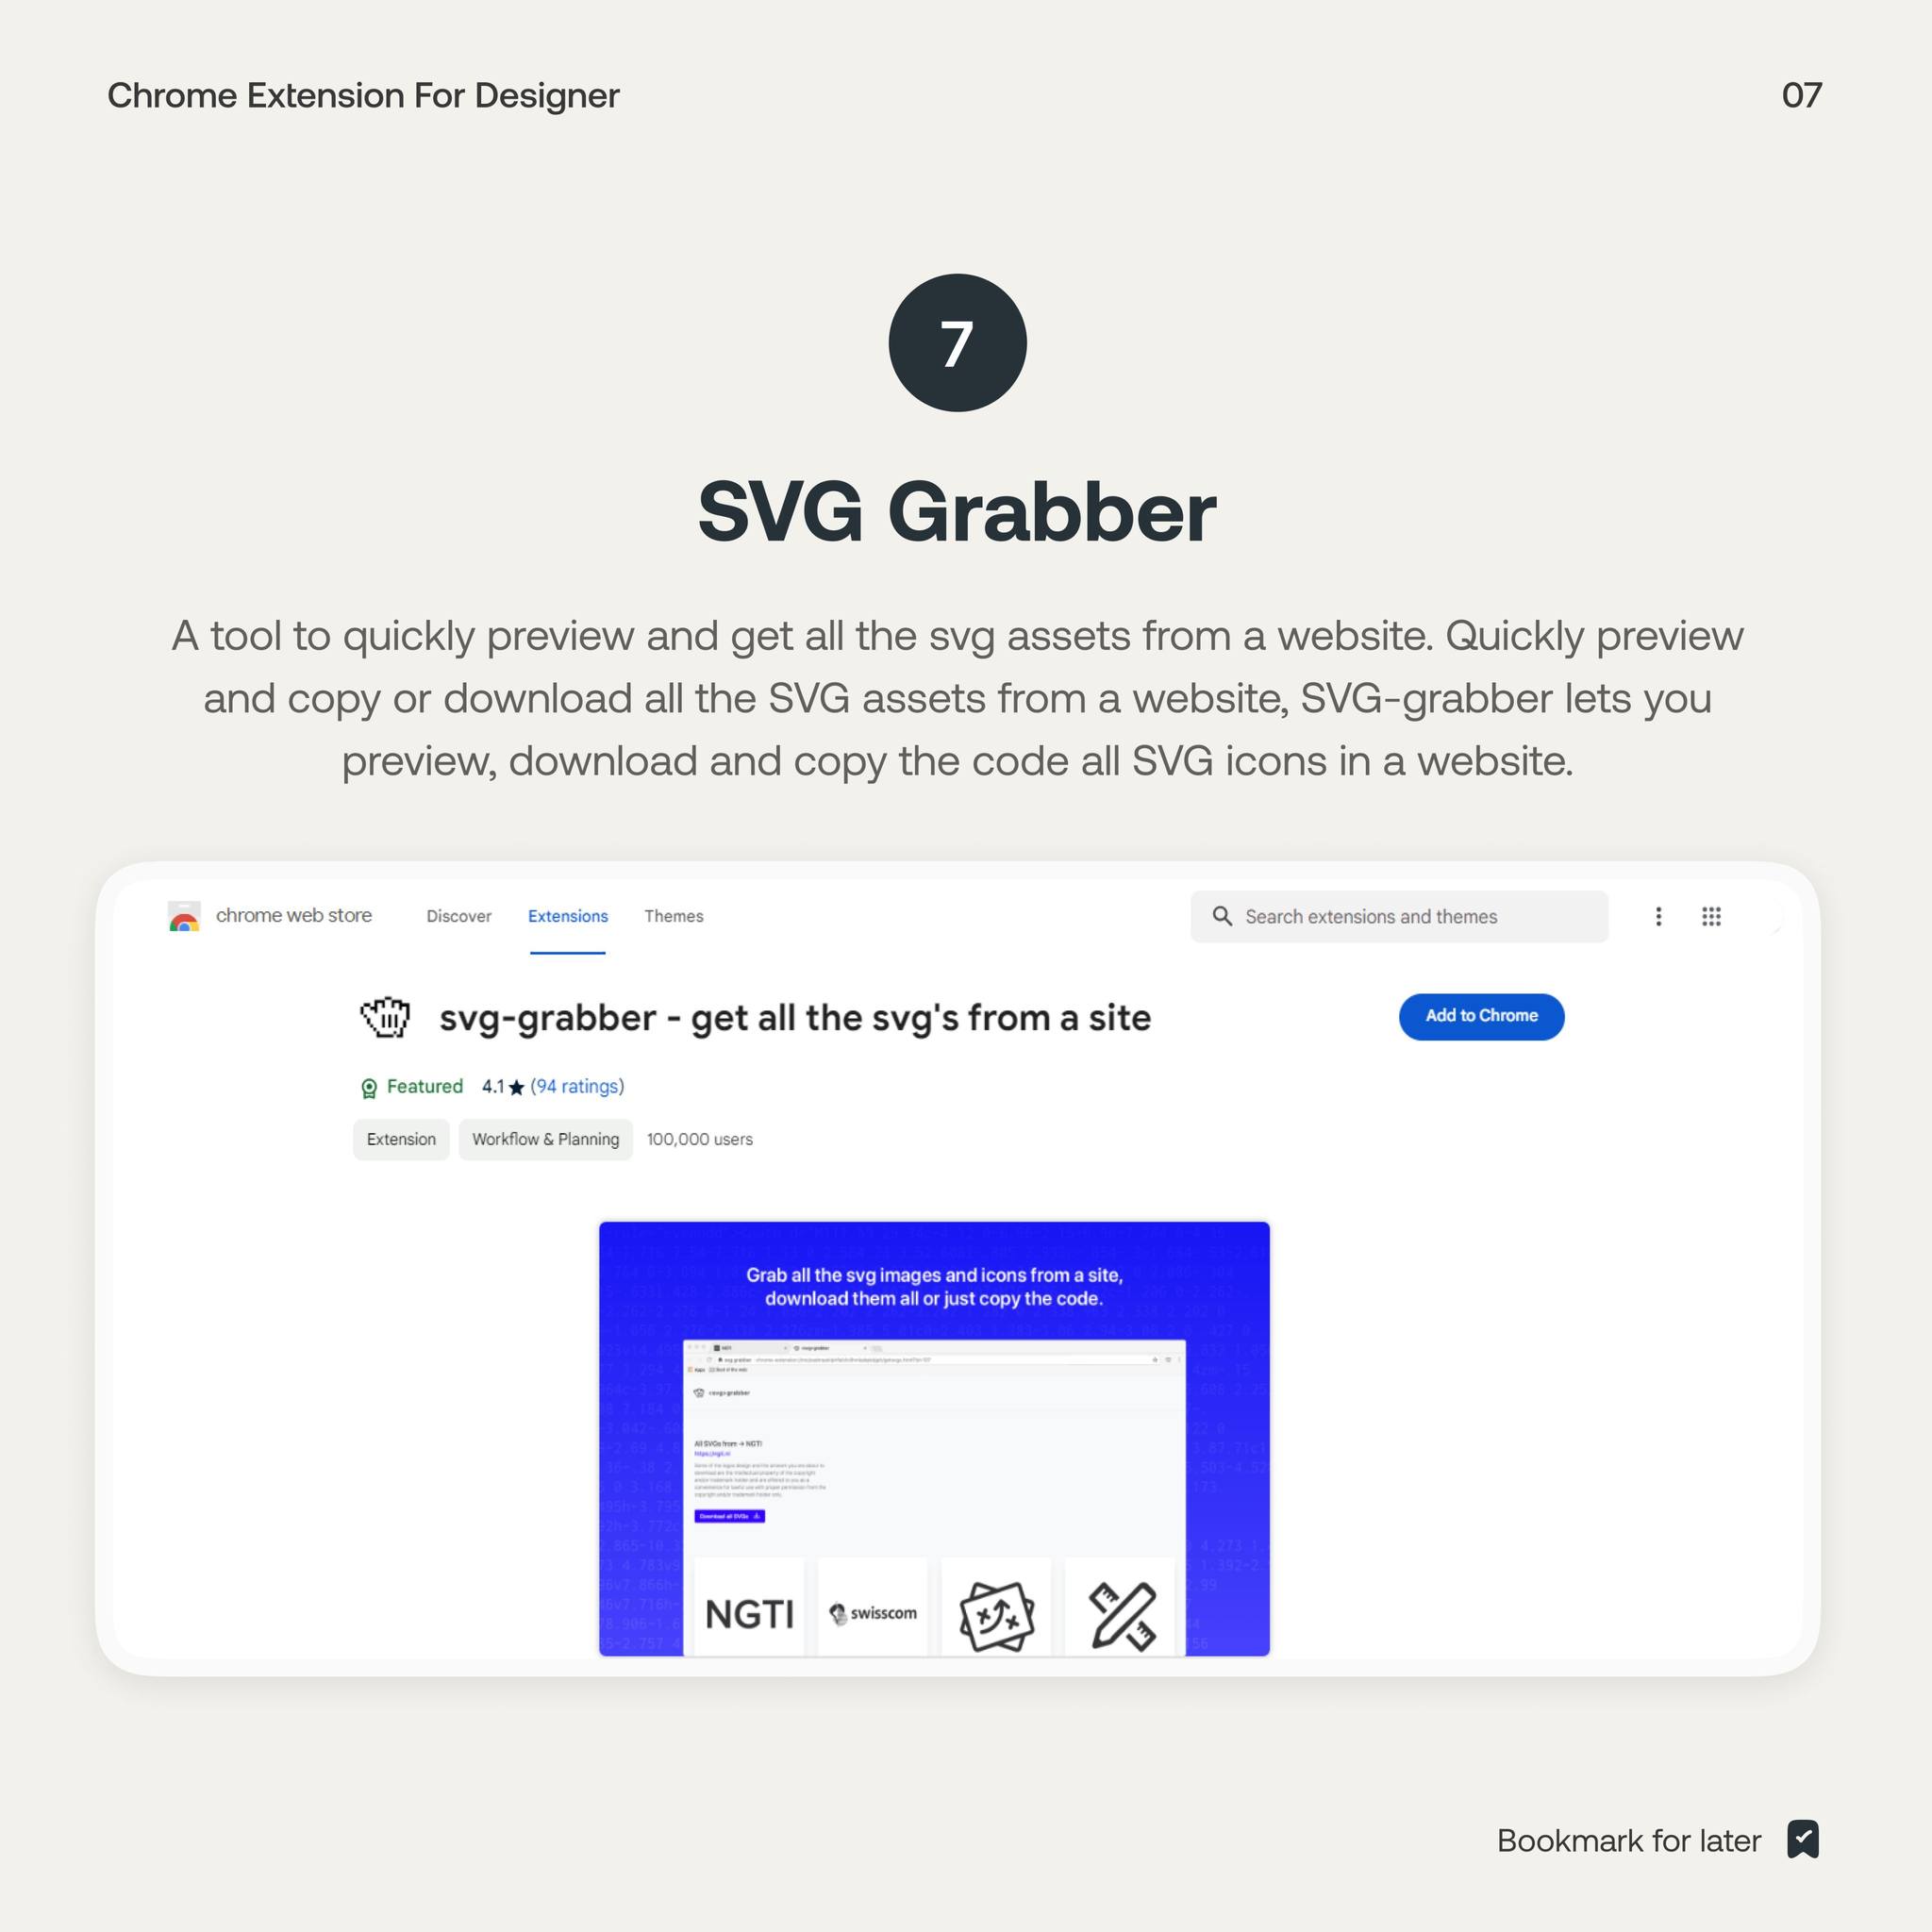 Chrome Extension For Designer
07
7
SVG Grabber
A tool to quickly preview and get all the svg assets from a website. Quickly preview
and copy or download all the SVG assets from a website, SVG-grabber lets you
preview, download and copy the code all SVG icons in a website.
chrome web store Discover Extensions Themes Search extensions and themes
svg-grabber - get all the svg's from a site
Add to Chrome
Featured 4.1★ (94 ratings)
Extension Workflow & Planning 100,000 users
Grab all the svg images and icons from a site,
download them all or just copy the code.
svg-grabber
All SVGs from → NGTI
https://ngti.nl
Download all SVGs
NGTI swisscom
Bookmark for later